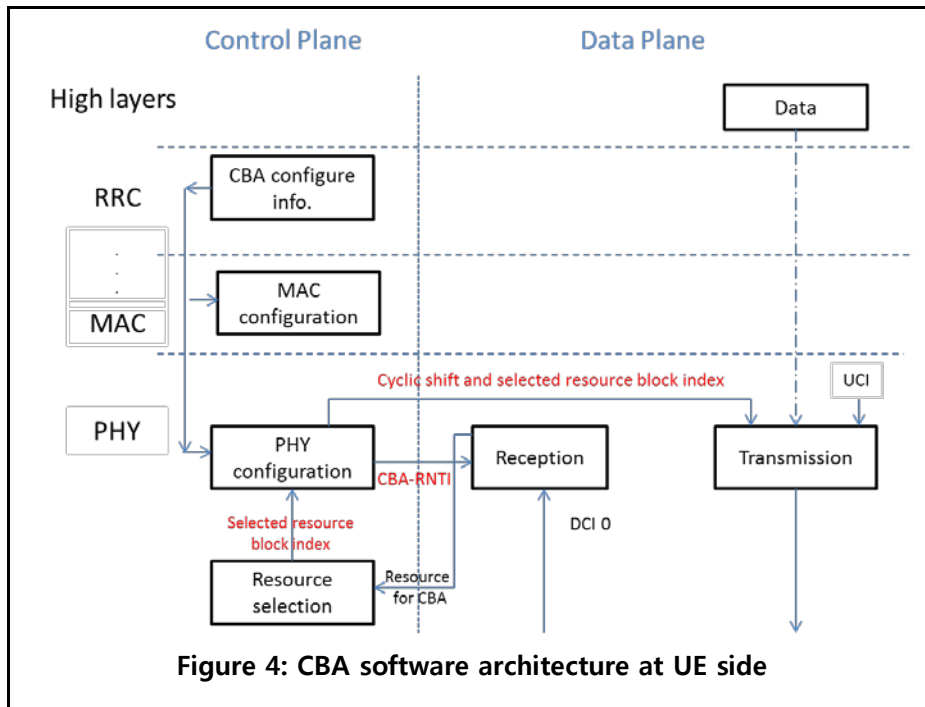 Control Plane
Data Plane
High layers
Data
CBA configure
info.
RRC
.
.
.
MAC
MAC
configuration
Cyclic shift and selected resource block index
UCI
PHY
PHY
configuration
CBA-RNTI
Reception
Transmission
Selected resource
block index
DCI 0
Resource
selection
Resource
for CBA
Figure 4: CBA software architecture at UE side